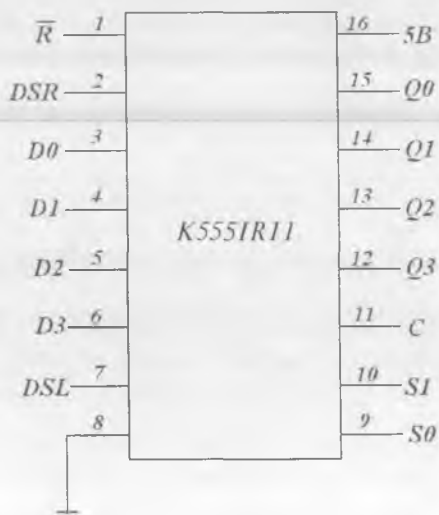 R̅ 1 16 5B
DSR 2 15 Q0
D0 3 14 Q1
D1 4 13 Q2
K555IR11
D2 5 12 Q3
D3 6 11 C
DSL 7 10 S1
8 9 S0